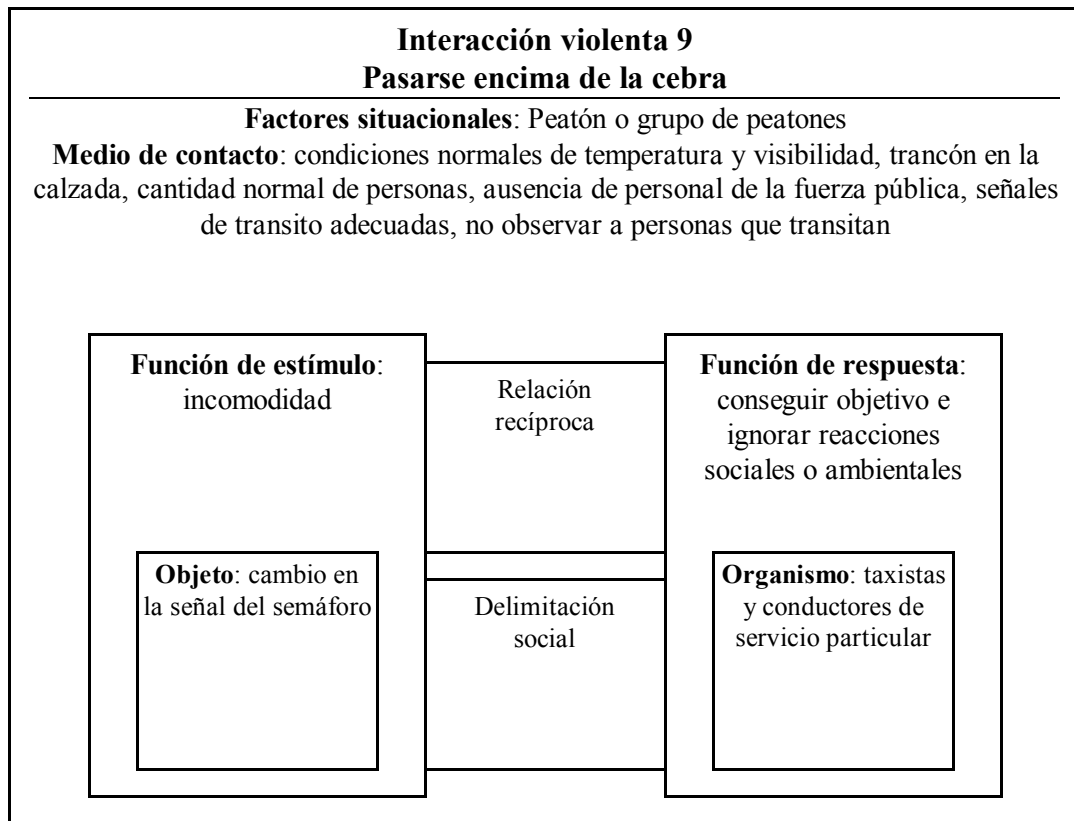 Interacción violenta 9
Pasarse encima de la cebra
Factores situacionales: Peatón o grupo de peatones
Medio de contacto: condiciones normales de temperatura y visibilidad, trancón en la
calzada, cantidad normal de personas, ausencia de personal de la fuerza pública, señales
de transito adecuadas, no observar a personas que transitan
Función de estímulo:
incomodidad
Relación
recíproca
Función de respuesta:
conseguir objetivo e
ignorar reacciones
sociales o ambientales
Objeto: cambio en
la señal del semáforo
Delimitación
social
Organismo: taxistas
y conductores de
servicio particular